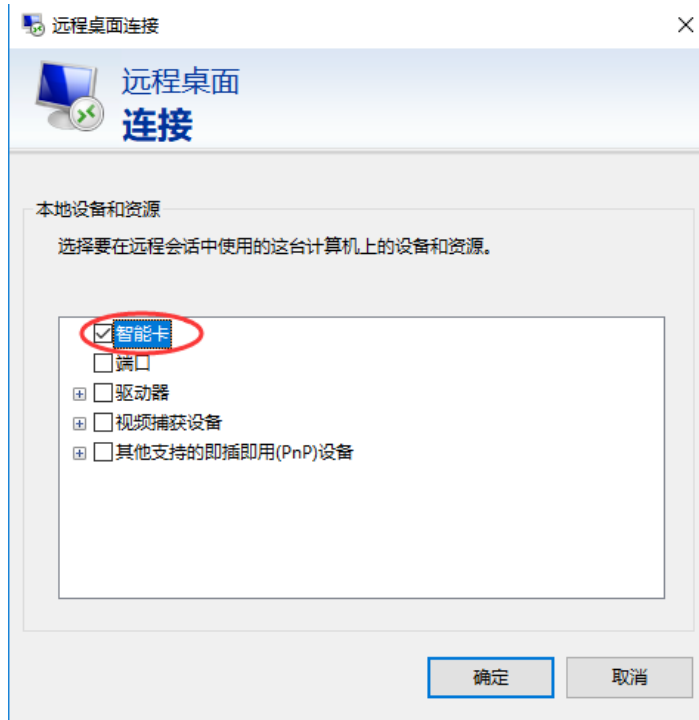 远程桌面连接
远程桌面
连接
本地设备和资源
选择要在远程会话中使用的这台计算机上的设备和资源。
智能卡
端口
驱动器
视频捕获设备
其他支持的即插即用(PnP)设备
确定
取消